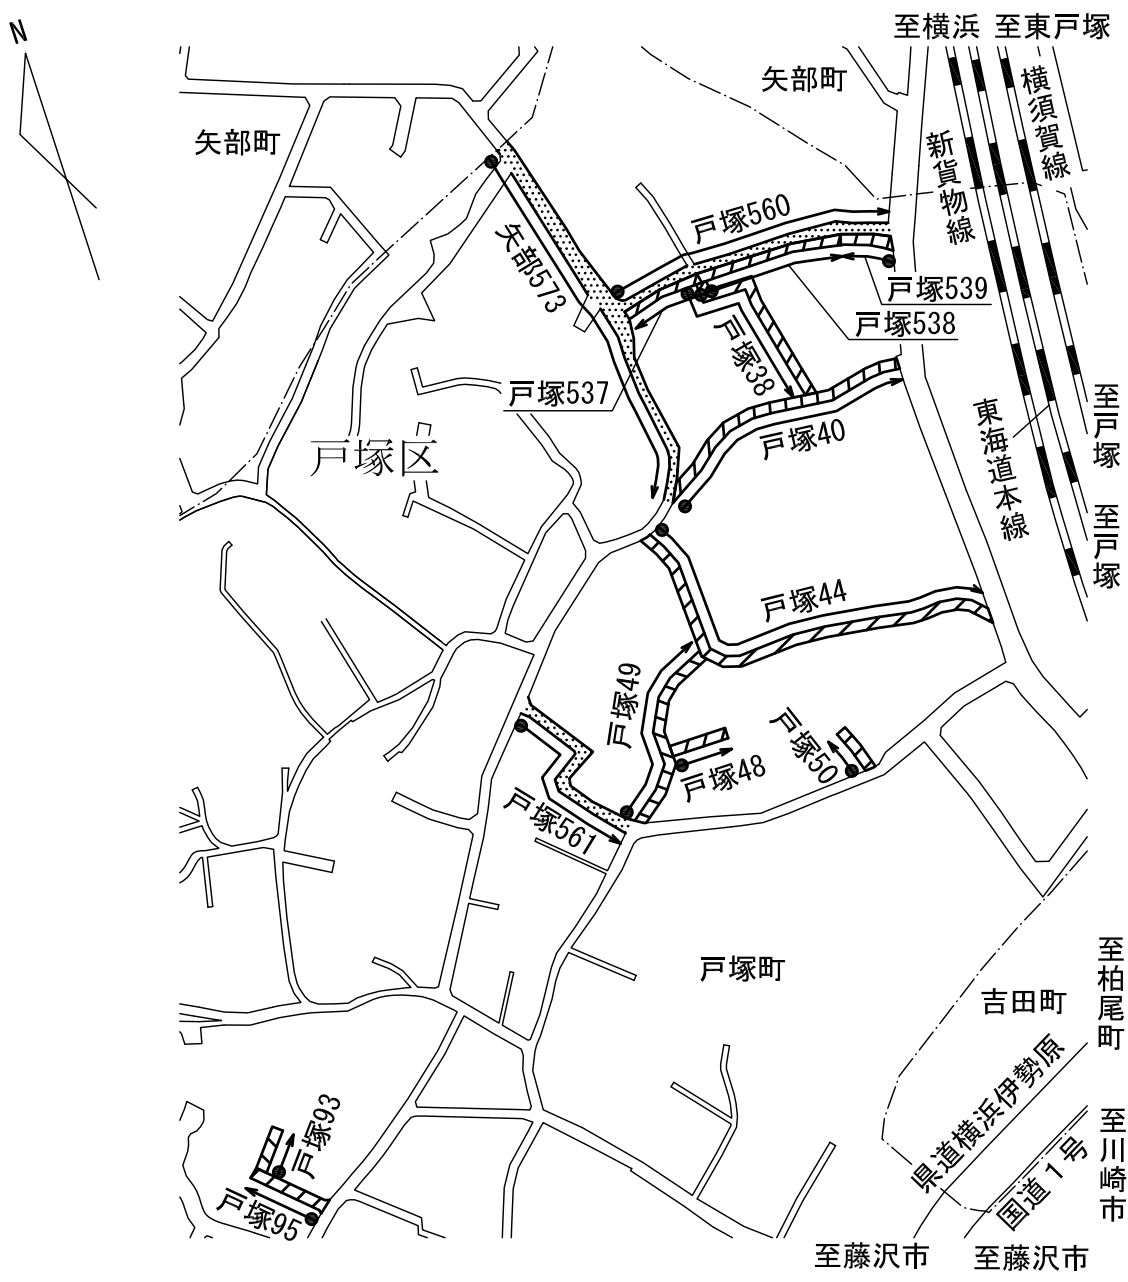 N
至横浜 至東戸塚
矢部町
矢部町
横須賀線
新貨物線
戸塚560
矢部573
戸塚539
戸塚538
戸塚38
戸塚537
戸塚40
東海道本線
至戸塚
戸塚区
至戸塚
戸塚44
戸塚49
戸塚50
戸塚48
戸塚561
戸塚町
至柏尾町
吉田町
県道横浜伊勢原
戸塚93
至川崎市
国道1号
戸塚95
至藤沢市 至藤沢市